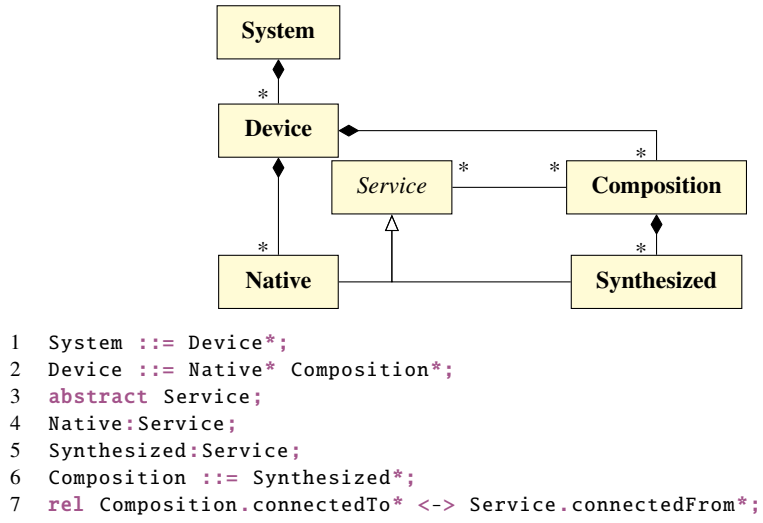 System
*
Device
*
Service
*
*
Composition
*
*
Native
Synthesized
1 System ::= Device*;
2 Device ::= Native* Composition*;
3 abstract Service;
4 Native:Service;
5 Synthesized:Service;
6 Composition ::= Synthesized*;
7 rel Composition.connectedTo* <-> Service.connectedFrom*;